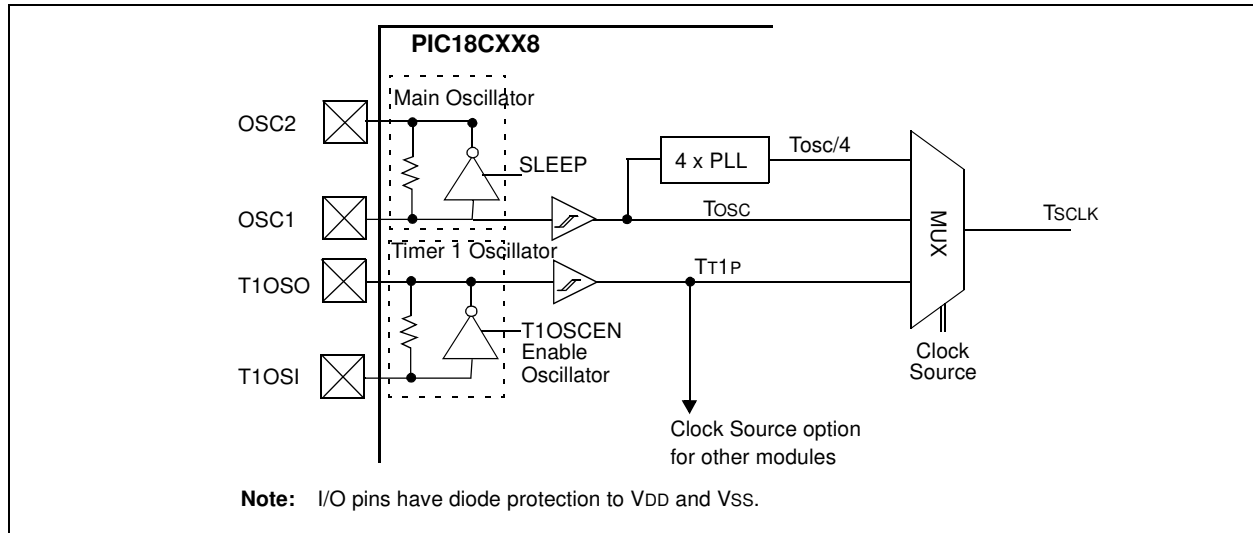 PIC18CXX8
Main Oscillator
OSC2
SLEEP
4 x PLL
Tosc/4
OSC1
TOSC
MUX
TSCLK
Timer 1 Oscillator
T1OSO
TT1P
T1OSCEN
Enable
Oscillator
T1OSI
Clock
Source
Clock Source option
for other modules
Note: I/O pins have diode protection to VDD and VSS.